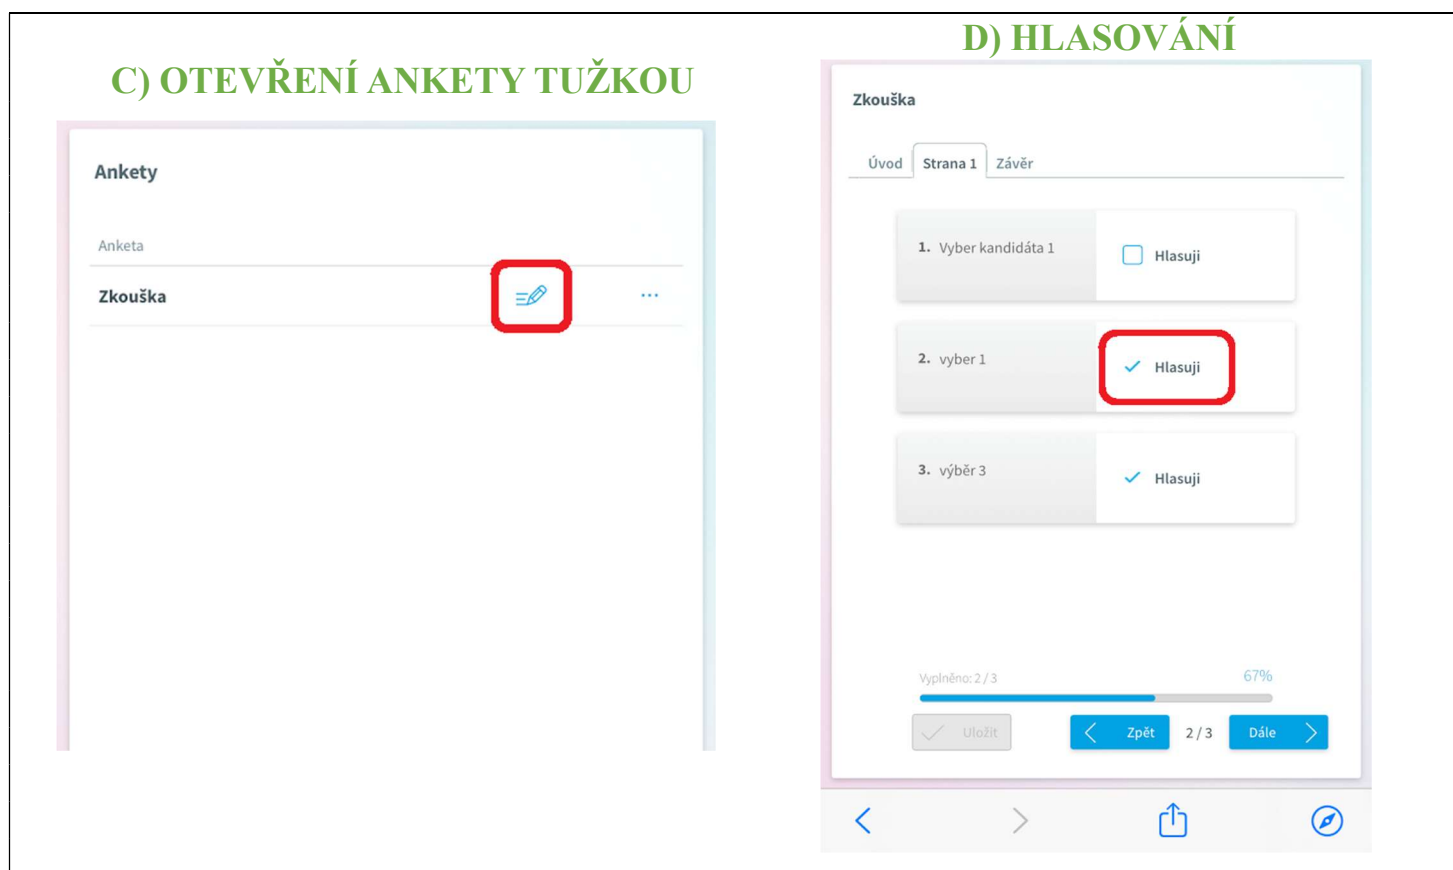 C) OTEVŘENÍ ANKETY TUŽKOU
Ankety
Anketa
Zkouška
D) HLASOVÁNÍ
Zkouška
Úvod Strana 1 Závěr
1. Vyber kandidáta 1 Hlasuji
2. vyber 1 Hlasuji
3. výběr 3 Hlasuji
Vyplněno: 2 / 3 67%
Uložit Zpět 2 / 3 Dále